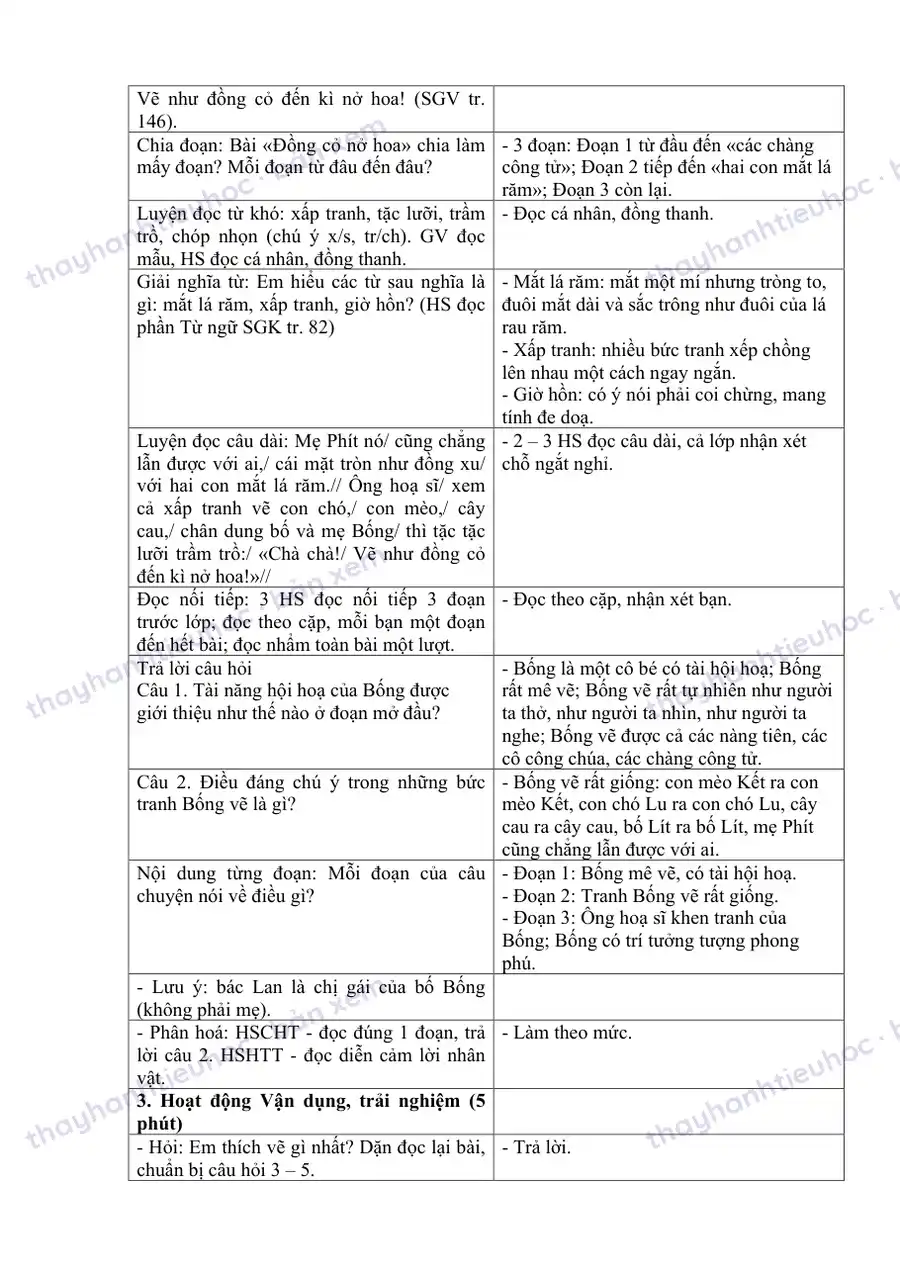 Vẽ như đồng cỏ đến kì nở hoa! (SGV tr.
146).
Chia đoạn: Bài «Đồng cỏ nở hoa» chia làm
mấy đoạn? Mỗi đoạn từ đâu đến đâu?
- 3 đoạn: Đoạn 1 từ đầu đến «các chàng
công tử»; Đoạn 2 tiếp đến «hai con mắt lá
răm»; Đoạn 3 còn lại.
Luyện đọc từ khó: xấp tranh, tặc lưỡi, trầm
trồ, chóp nhọn (chú ý x/s, tr/ch). GV đọc
mẫu, HS đọc cá nhân, đồng thanh.
- Đọc cá nhân, đồng thanh.
Giải nghĩa từ: Em hiểu các từ sau nghĩa là
gì: mắt lá răm, xấp tranh, giờ hồn? (HS đọc
phần Từ ngữ SGK tr. 82)
- Mắt lá răm: mắt một mí nhưng tròng to,
đuôi mắt dài và sắc trông như đuôi của lá
rau răm.
- Xấp tranh: nhiều bức tranh xếp chồng
lên nhau một cách ngay ngắn.
- Giờ hồn: có ý nói phải coi chừng, mang
tính đe doạ.
Luyện đọc câu dài: Mẹ Phít nó/ cũng chẳng
lẫn được với ai,/ cái mặt tròn như đồng xu/
với hai con mắt lá răm.// Ông hoạ sĩ/ xem
cả xấp tranh vẽ con chó,/ con mèo,/ cây
cau,/ chân dung bố và mẹ Bống/ thì tặc tặc
lưỡi trầm trồ:/ «Chà chà!/ Vẽ như đồng cỏ
đến kì nở hoa!»//
- 2 – 3 HS đọc câu dài, cả lớp nhận xét
chỗ ngắt nghỉ.
Đọc nối tiếp: 3 HS đọc nối tiếp 3 đoạn
trước lớp; đọc theo cặp, mỗi bạn một đoạn
đến hết bài; đọc nhẩm toàn bài một lượt.
- Đọc theo cặp, nhận xét bạn.
Trả lời câu hỏi
Câu 1. Tài năng hội hoạ của Bống được
giới thiệu như thế nào ở đoạn mở đầu?
- Bống là một cô bé có tài hội hoạ; Bống
rất mê vẽ; Bống vẽ rất tự nhiên như người
ta thở, như người ta nhìn, như người ta
nghe; Bống vẽ được cả các nàng tiên, các
cô công chúa, các chàng công tử.
Câu 2. Điều đáng chú ý trong những bức
tranh Bống vẽ là gì?
- Bống vẽ rất giống: con mèo Kết ra con
mèo Kết, con chó Lu ra con chó Lu, cây
cau ra cây cau, bố Lít ra bố Lít, mẹ Phít
cũng chẳng lẫn được với ai.
Nội dung từng đoạn: Mỗi đoạn của câu
chuyện nói về điều gì?
- Đoạn 1: Bống mê vẽ, có tài hội hoạ.
- Đoạn 2: Tranh Bống vẽ rất giống.
- Đoạn 3: Ông hoạ sĩ khen tranh của
Bống; Bống có trí tưởng tượng phong
phú.
- Lưu ý: bác Lan là chị gái của bố Bống
(không phải mẹ).
- Phân hoá: HSCHT - đọc đúng 1 đoạn, trả
lời câu 2. HSHTT - đọc diễn cảm lời nhân
vật.
- Làm theo mức.
3. Hoạt động Vận dụng, trải nghiệm (5
phút)
- Hỏi: Em thích vẽ gì nhất? Dặn đọc lại bài,
chuẩn bị câu hỏi 3 – 5.
- Trả lời.
thayhanhtieuhoc · bản xem
thayhanhtieuhoc · b
thayhanhtieuhoc · bản xem
thayhanhtieuhoc · b
thayhanhtieuhoc · bản xem
thayhanhtieuhoc · b